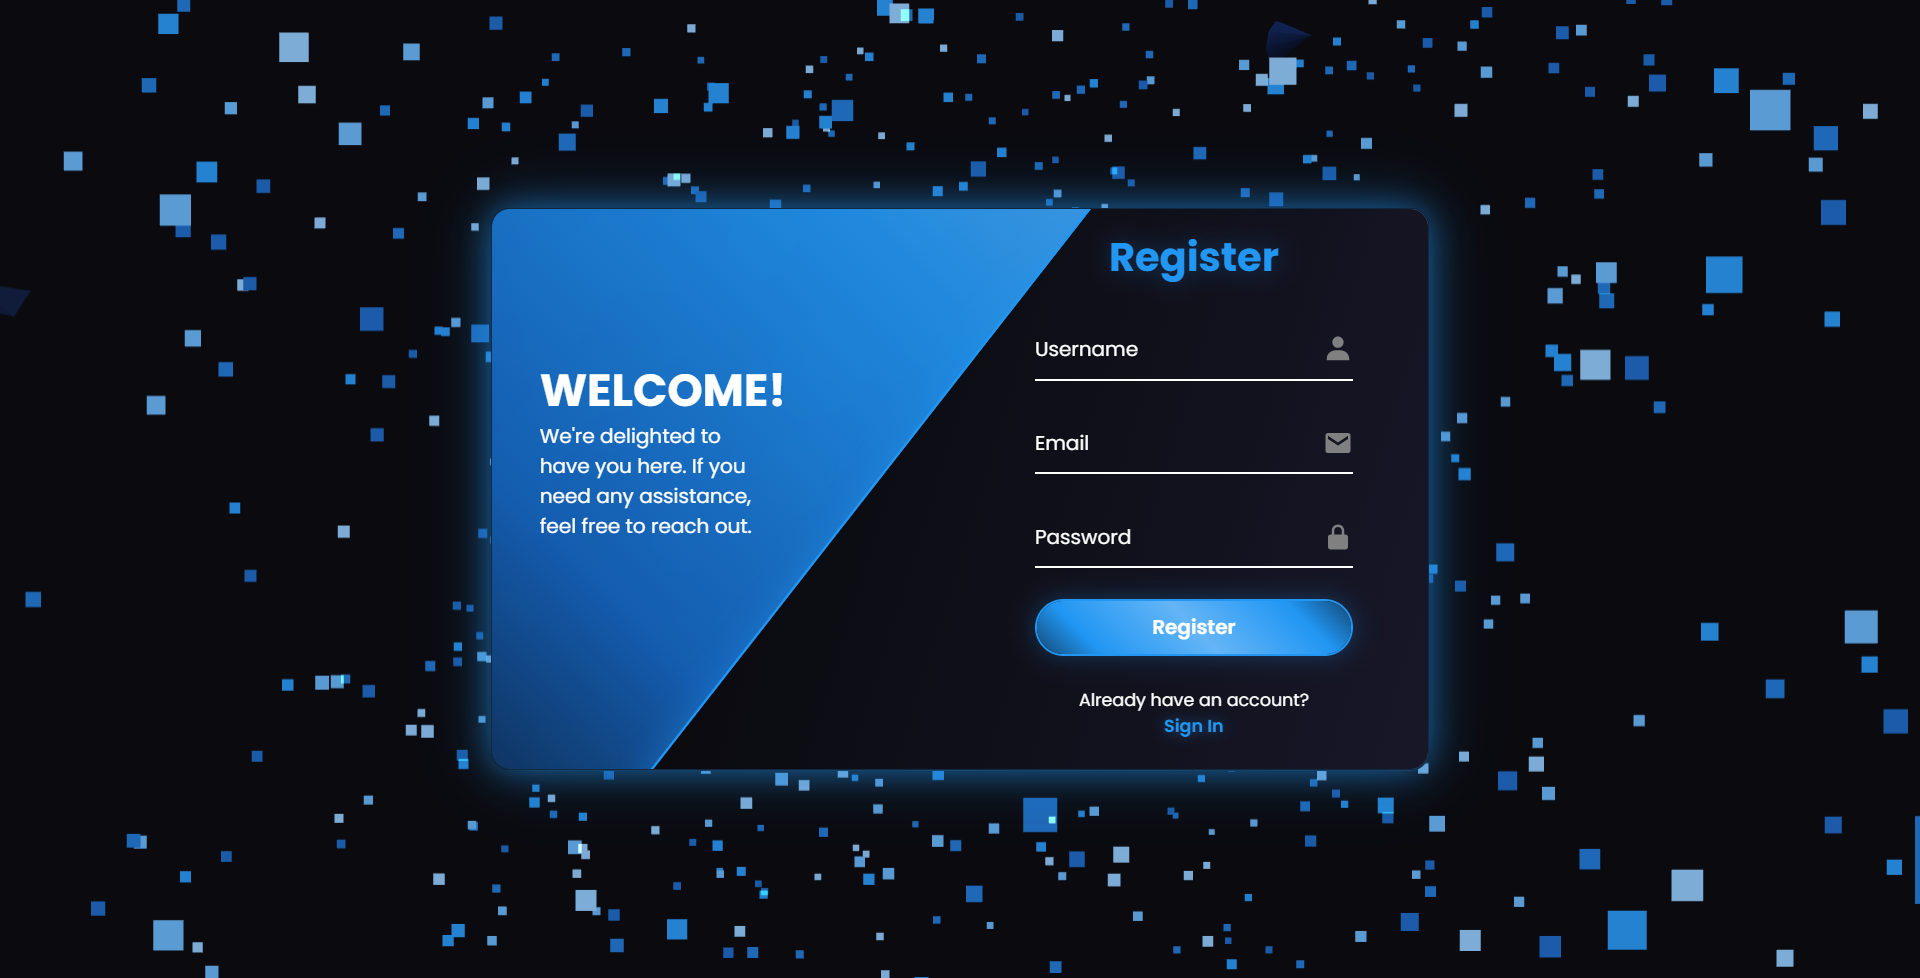 WELCOME!
We're delighted to
have you here. If you
need any assistance,
feel free to reach out.
Register
Username
Email
Password
Register
Already have an account?
Sign In